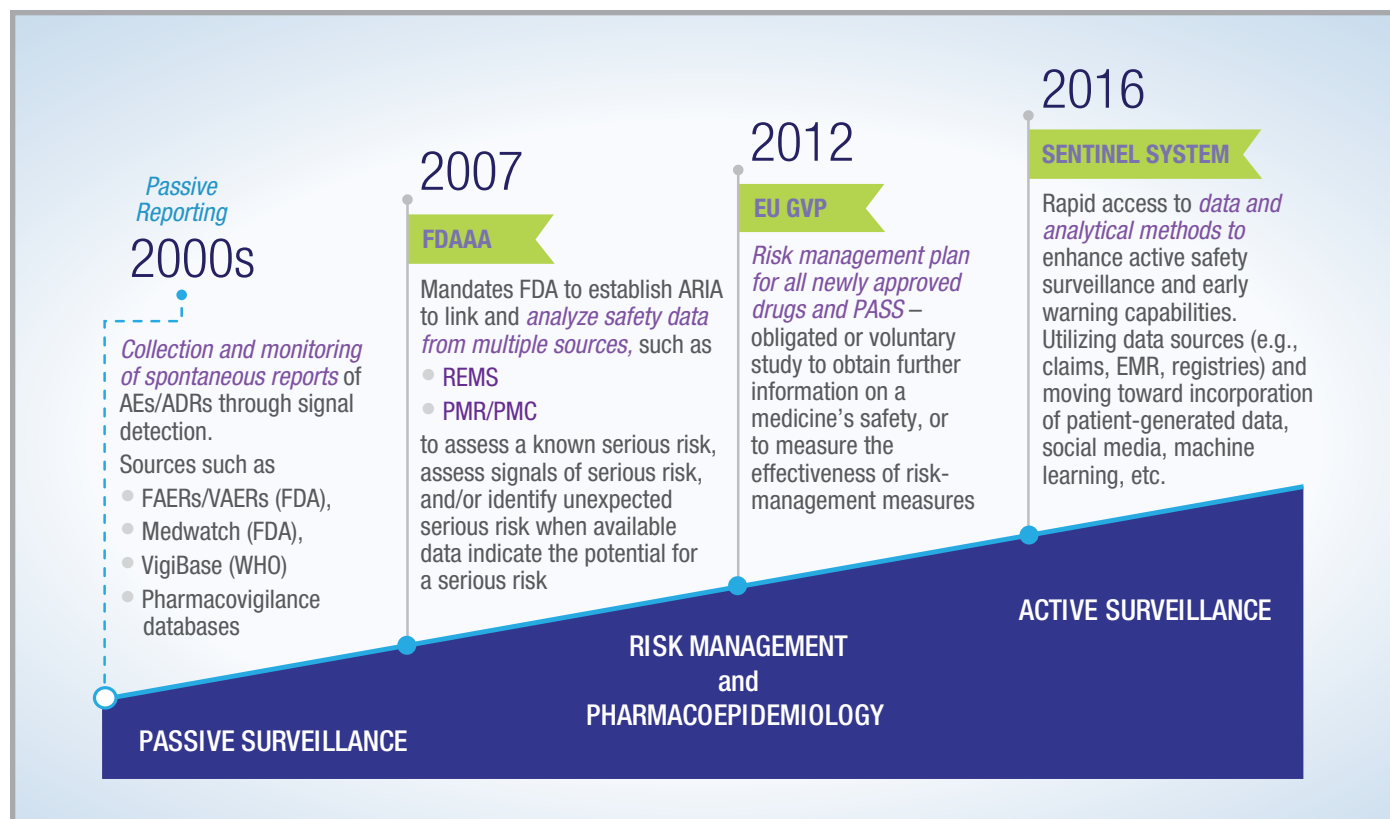 Passive
Reporting
2000s
Collection and monitoring
of spontaneous reports of
AEs/ADRs through signal
detection.
Sources such as
FAERs/VAERs (FDA),
Medwatch (FDA),
VigiBase (WHO)
Pharmacovigilance
databases
2007
FDAAA
Mandates FDA to establish ARIA
to link and analyze safety data
from multiple sources, such as
REMS
PMR/PMC
to assess a known serious risk,
assess signals of serious risk,
and/or identify unexpected
serious risk when available
data indicate the potential for
a serious risk
2012
EU GVP
Risk management plan
for all newly approved
drugs and PASS –
obligated or voluntary
study to obtain further
information on a
medicine's safety, or
to measure the
effectiveness of risk-
management measures
2016
SENTINEL SYSTEM
Rapid access to data and
analytical methods to
enhance active safety
surveillance and early
warning capabilities.
Utilizing data sources (e.g.,
claims, EMR, registries) and
moving toward incorporation
of patient-generated data,
social media, machine
learning, etc.
PASSIVE SURVEILLANCE
RISK MANAGEMENT
and
PHARMACOEPIDEMIOLOGY
ACTIVE SURVEILLANCE